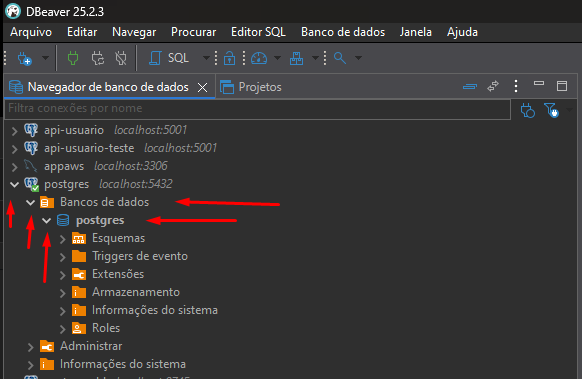 DBeaver 25.2.3
Arquivo Editar Navegar Procurar Editor SQL Banco de dados Janela Ajuda
SQL
Navegador de banco de dados Projetos
Filtra conexões por nome
api-usuario localhost:5001
api-usuario-teste localhost:5001
appaws localhost:3306
postgres localhost:5432
Bancos de dados
postgres
Esquemas
Triggers de evento
Extensões
Armazenamento
Informações do sistema
Roles
Administrar
Informações do sistema